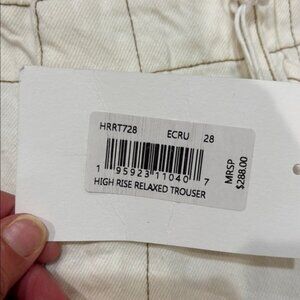 HRRT728 ECRU 28
1 95923 11040 7
HIGH RISE RELAXED TROUSER
MRSP
$288.00